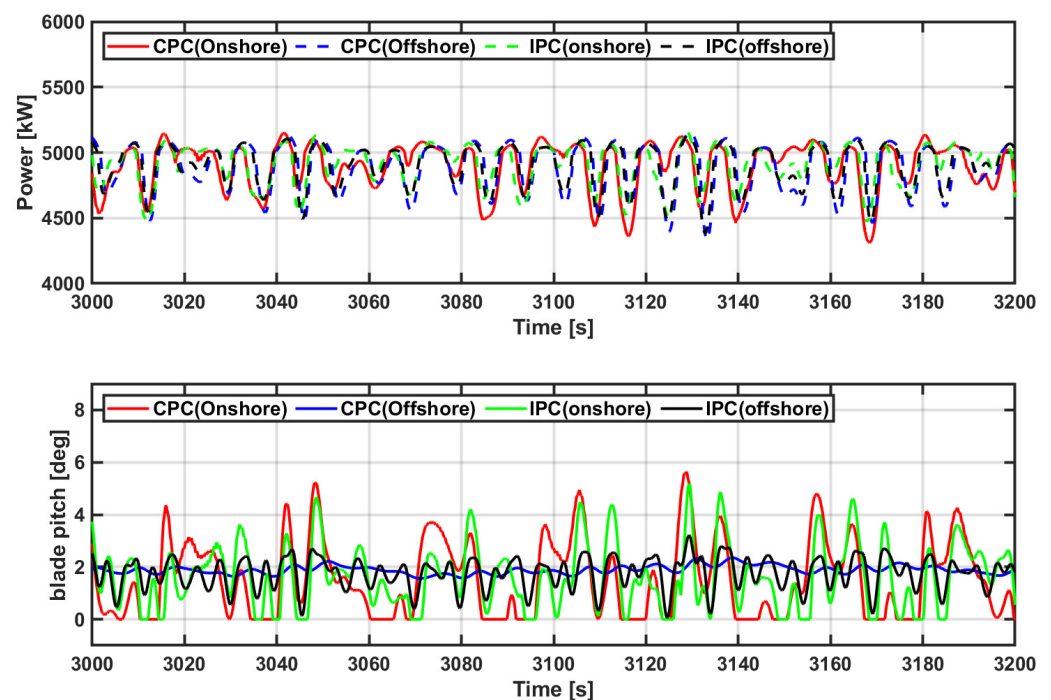 6000
5500
5000
4500
4000
Power [kW]
CPC(Onshore) CPC(Offshore) IPC(onshore) IPC(offshore)
3000 3020 3040 3060 3080 3100 3120 3140 3160 3180 3200
Time [s]
8
6
4
2
0
blade pitch [deg]
CPC(Onshore) CPC(Offshore) IPC(onshore) IPC(offshore)
3000 3020 3040 3060 3080 3100 3120 3140 3160 3180 3200
Time [s]